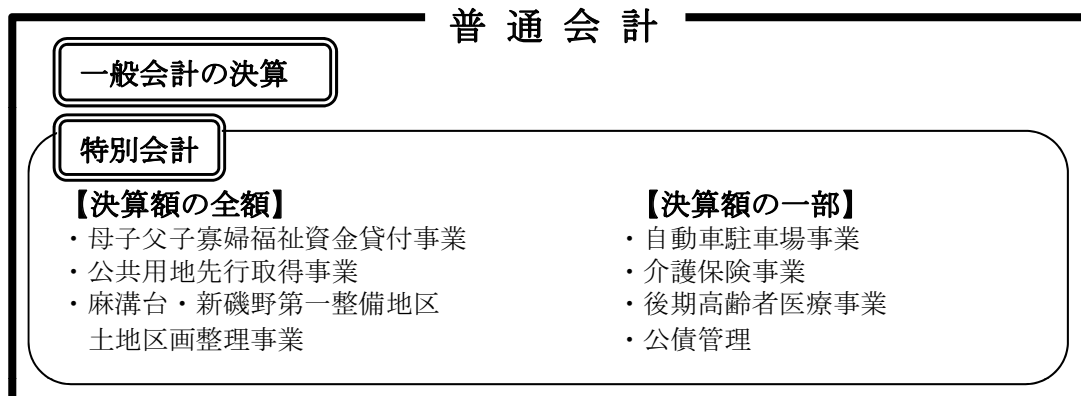 普通会計
一般会計の決算
特別会計
【決算額の全額】
・母子父子寡婦福祉資金貸付事業
・公共用地先行取得事業
・麻溝台・新磯野第一整備地区
土地区画整理事業
【決算額の一部】
・自動車駐車場事業
・介護保険事業
・後期高齢者医療事業
・公債管理